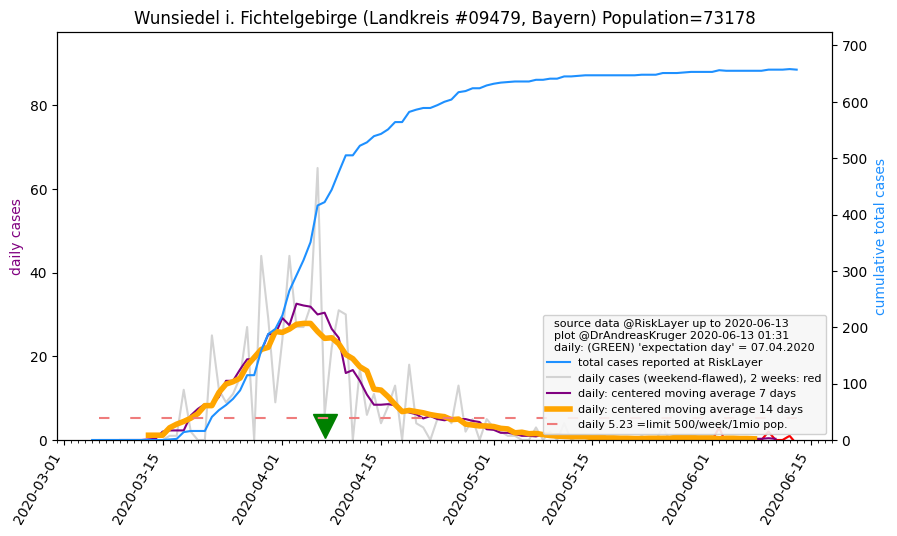 Wunsiedel i. Fichtelgebirge (Landkreis #09479, Bayern) Population=73178
daily cases
0
20
40
60
80
cumulative total cases
0
100
200
300
400
500
600
700
source data @RiskLayer up to 2020-06-13
plot @DrAndreasKruger 2020-06-13 01:31
daily: (GREEN) 'expectation day' = 07.04.2020
total cases reported at RiskLayer
daily cases (weekend-flawed), 2 weeks: red
daily: centered moving average 7 days
daily: centered moving average 14 days
daily 5.23 =limit 500/week/1mio pop.
2020-03-01
2020-03-15
2020-04-01
2020-04-15
2020-05-01
2020-05-15
2020-06-01
2020-06-15